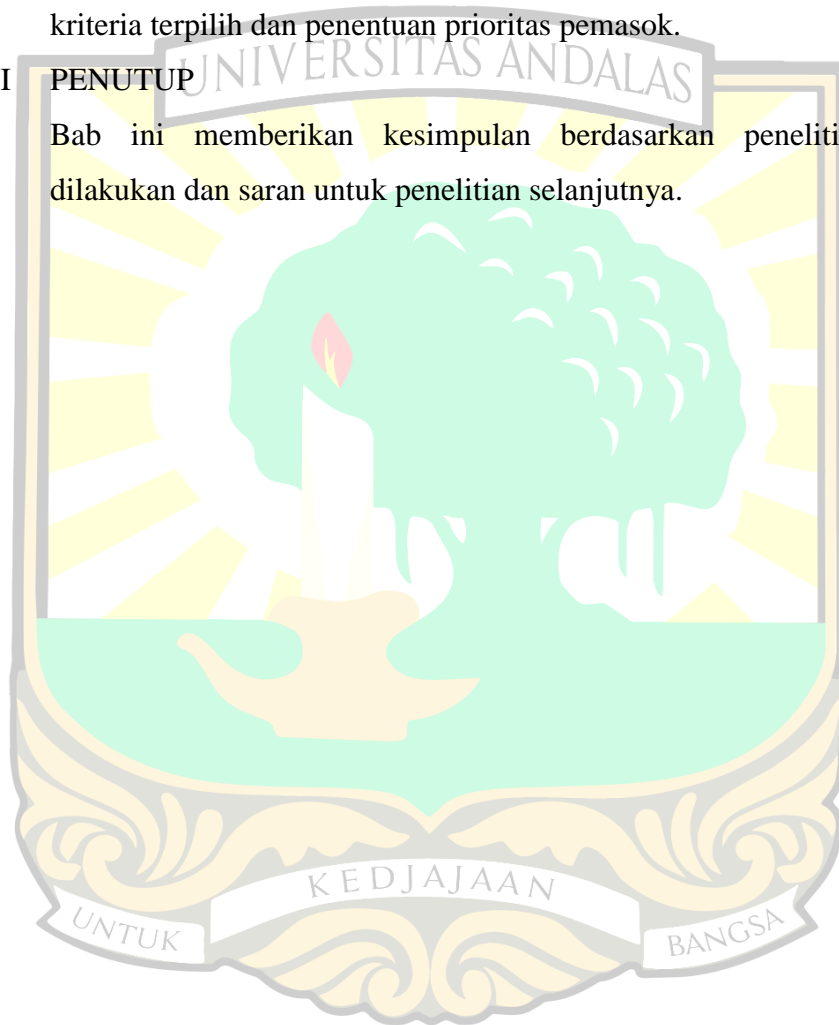 kriteria terpilih dan penentuan prioritas pemasok.
UNIVERSITAS ANDALAS
I PENUTUP
Bab ini memberikan kesimpulan berdasarkan peneliti
dilakukan dan saran untuk penelitian selanjutnya.
KEDJAJAAN
UNTUK
BANGSA